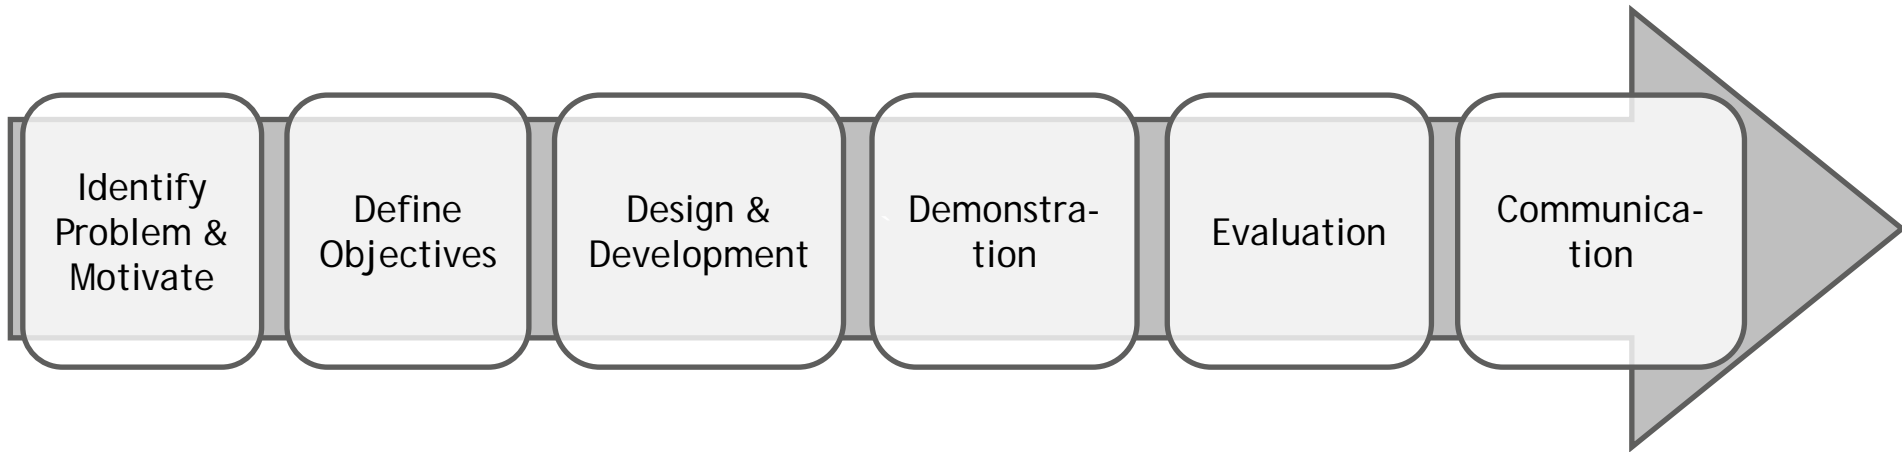 Identify
Problem &
Motivate
Define
Objectives
Design &
Development
Demonstra-
tion
Evaluation
Communica-
tion